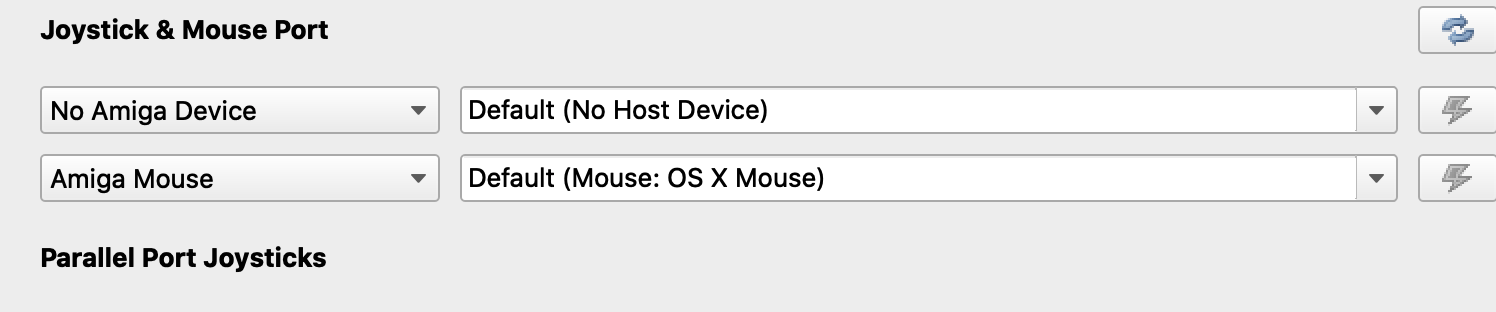 Joystick & Mouse Port
No Amiga Device
Default (No Host Device)
Amiga Mouse
Default (Mouse: OS X Mouse)
Parallel Port Joysticks